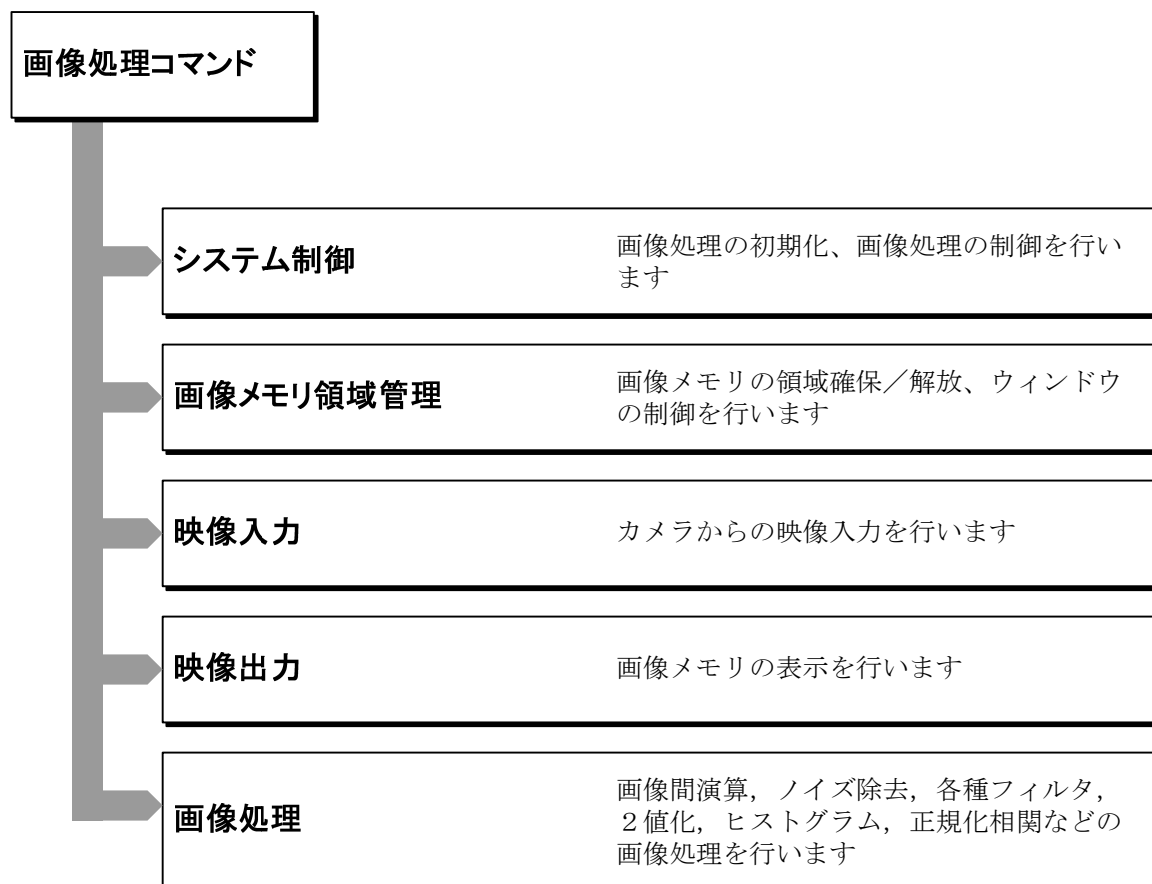 画像処理コマンド
システム制御
画像処理の初期化、画像処理の制御を行い
ます
画像メモリ領域管理
画像メモリの領域確保／解放、ウィンドウ
の制御を行います
映像入力
カメラからの映像入力を行います
映像出力
画像メモリの表示を行います
画像処理
画像間演算，ノイズ除去，各種フィルタ，
２値化，ヒストグラム，正規化相関などの
画像処理を行います